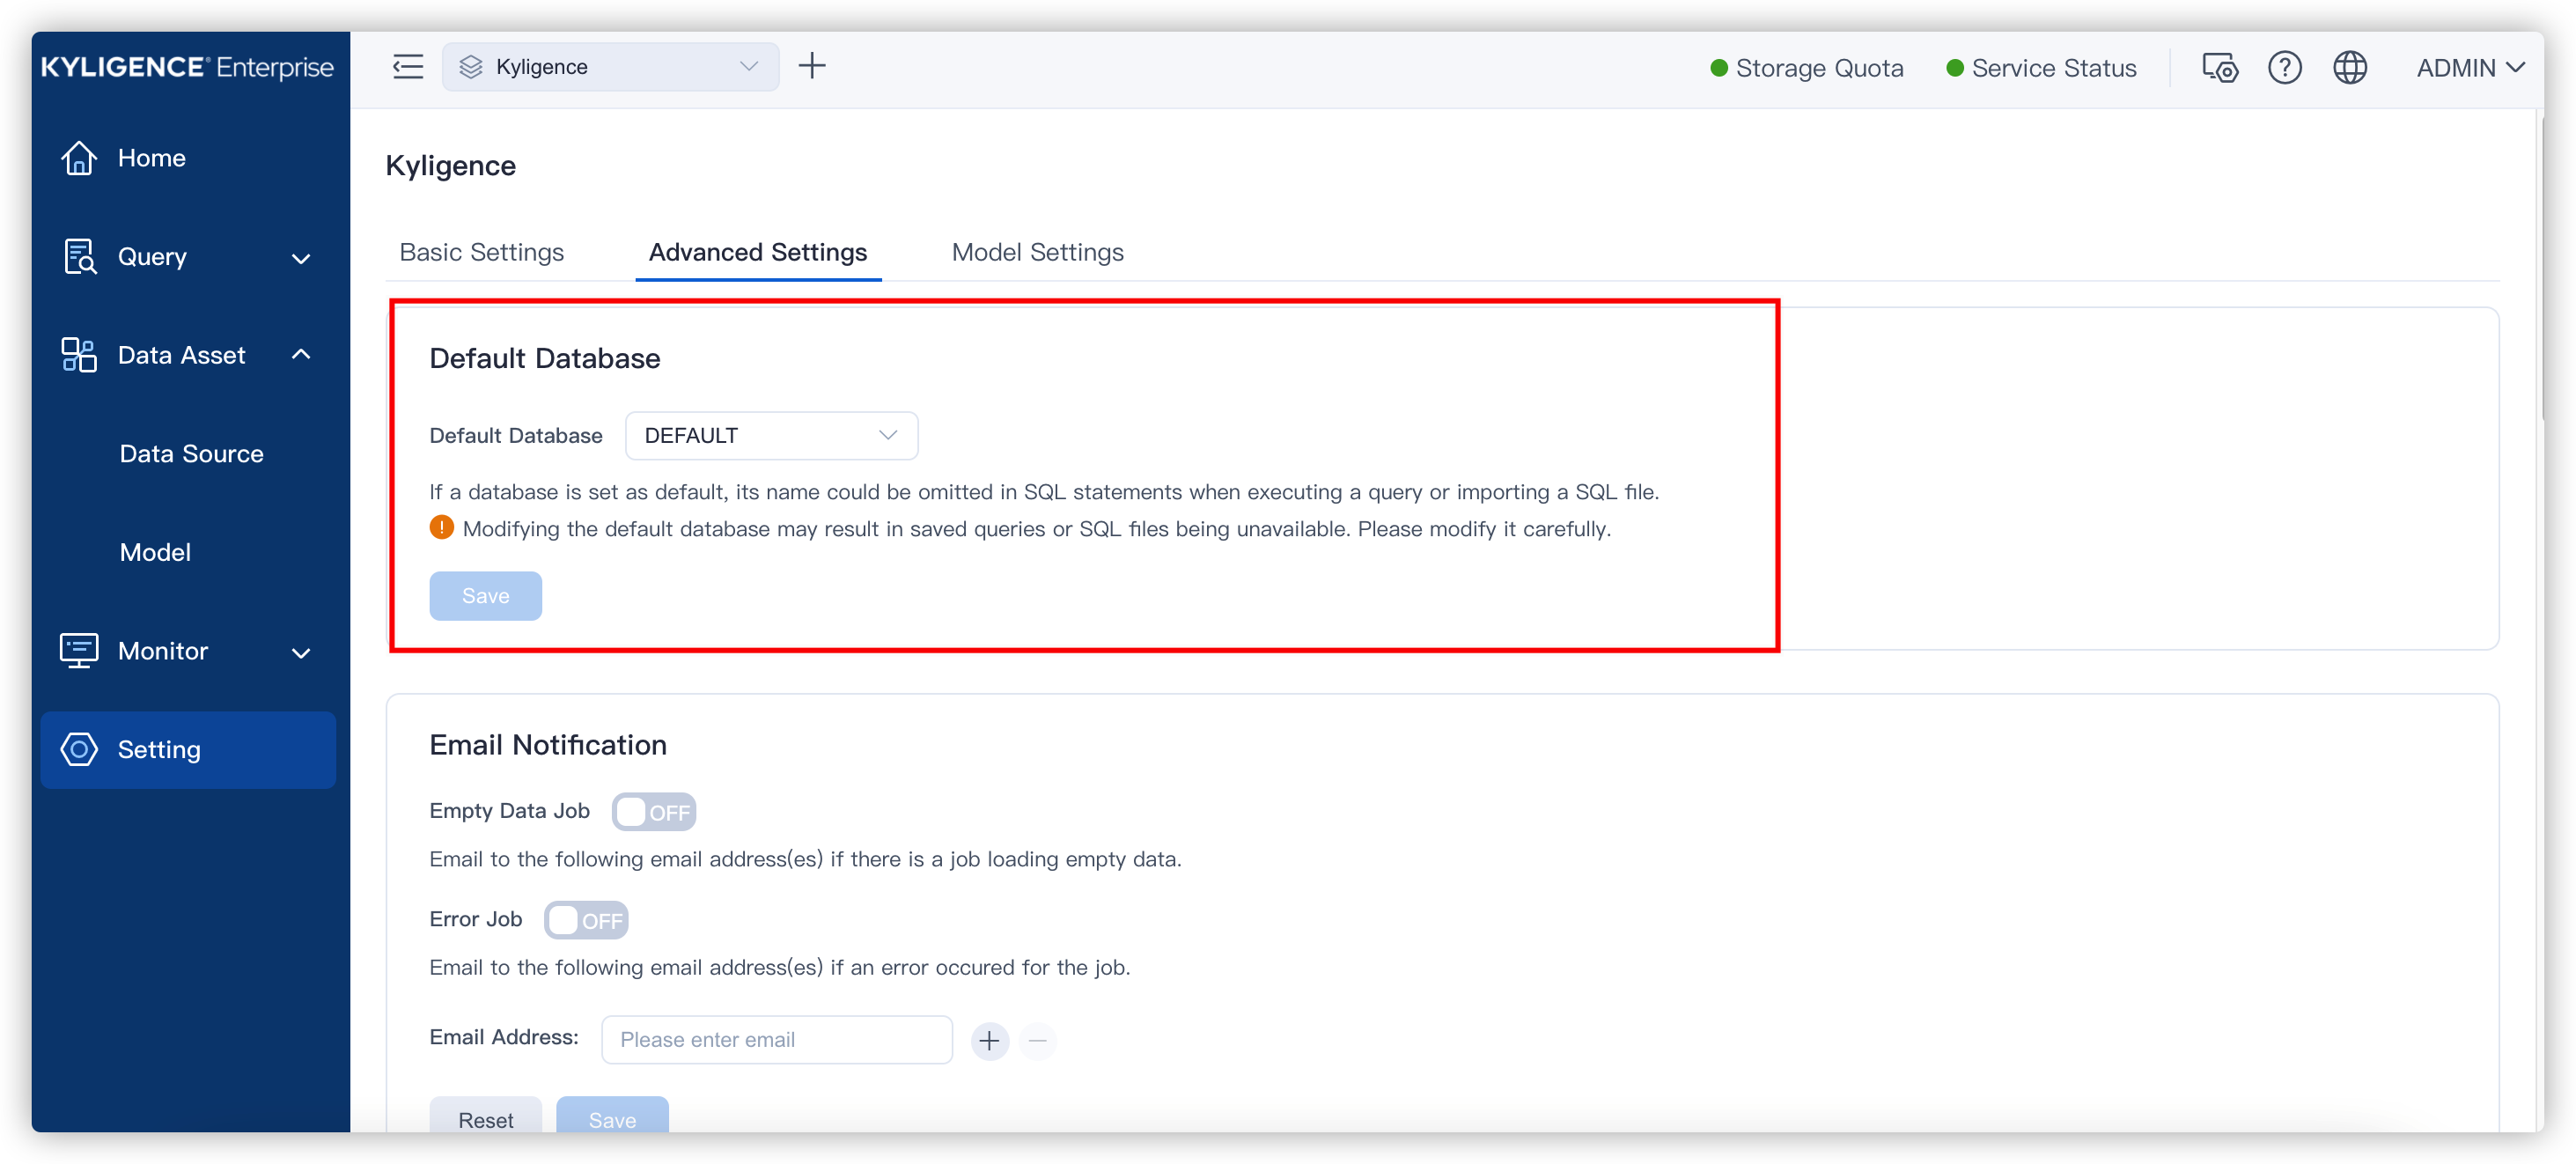 KYLIGENCE® Enterprise
Kyligence
Storage Quota
Service Status
ADMIN
Home
Query
Data Asset
Data Source
Model
Monitor
Setting
Kyligence
Basic Settings
Advanced Settings
Model Settings
Default Database
Default Database
DEFAULT
If a database is set as default, its name could be omitted in SQL statements when executing a query or importing a SQL file.
Modifying the default database may result in saved queries or SQL files being unavailable. Please modify it carefully.
Save
Email Notification
Empty Data Job
OFF
Email to the following email address(es) if there is a job loading empty data.
Error Job
OFF
Email to the following email address(es) if an error occured for the job.
Email Address:
Please enter email
Reset
Save